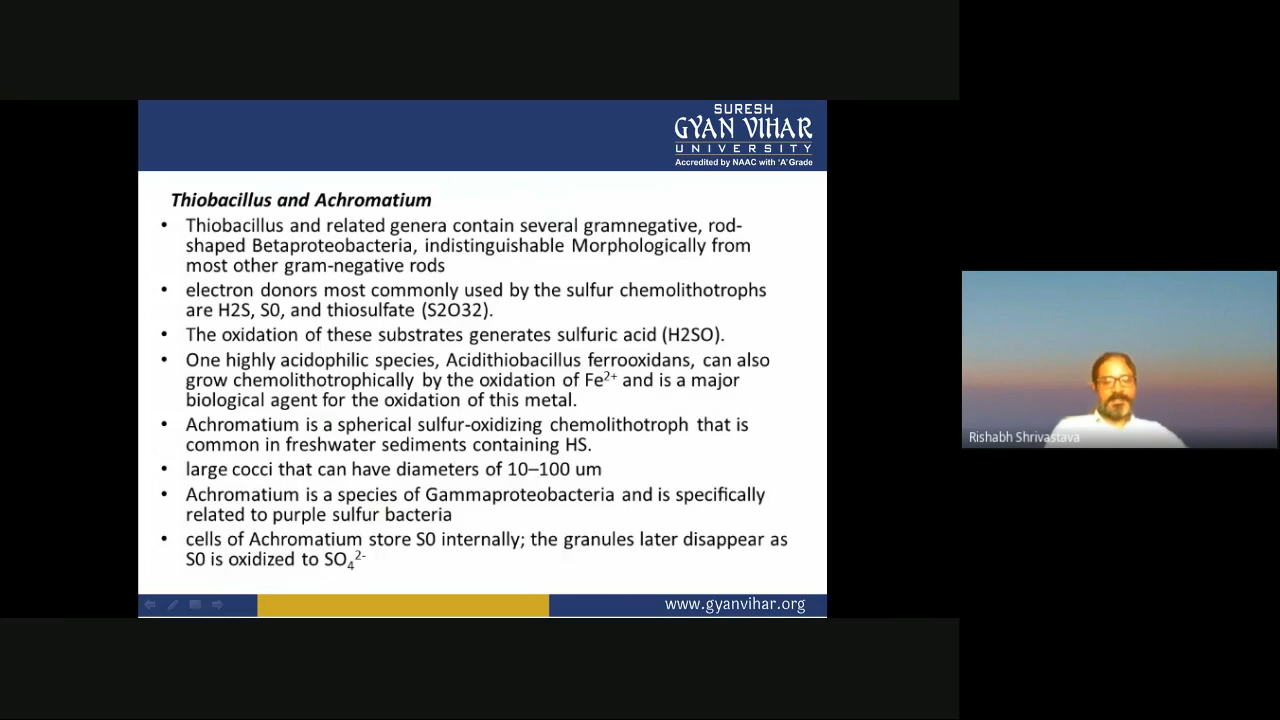 SURESH
GYAN VIHAR
UNIVERSITY
Accredited by NAAC with 'A' Grade
Thiobacillus and Achromatium
• Thiobacillus and related genera contain several gramnegative, rod-
shaped Betaproteobacteria, indistinguishable Morphologically from
most other gram-negative rods
• electron donors most commonly used by the sulfur chemolithotrophs
are H2S, S0, and thiosulfate (S2O32).
• The oxidation of these substrates generates sulfuric acid (H2SO).
• One highly acidophilic species, Acidithiobacillus ferrooxidans, can also
grow chemolithotrophically by the oxidation of Fe²⁺ and is a major
biological agent for the oxidation of this metal.
• Achromatium is a spherical sulfur-oxidizing chemolithotroph that is
common in freshwater sediments containing HS.
• large cocci that can have diameters of 10–100 um
• Achromatium is a species of Gammaproteobacteria and is specifically
related to purple sulfur bacteria
• cells of Achromatium store S0 internally; the granules later disappear as
S0 is oxidized to SO₄²⁻
www.gyanvihar.org
Rishabh Shrivastava